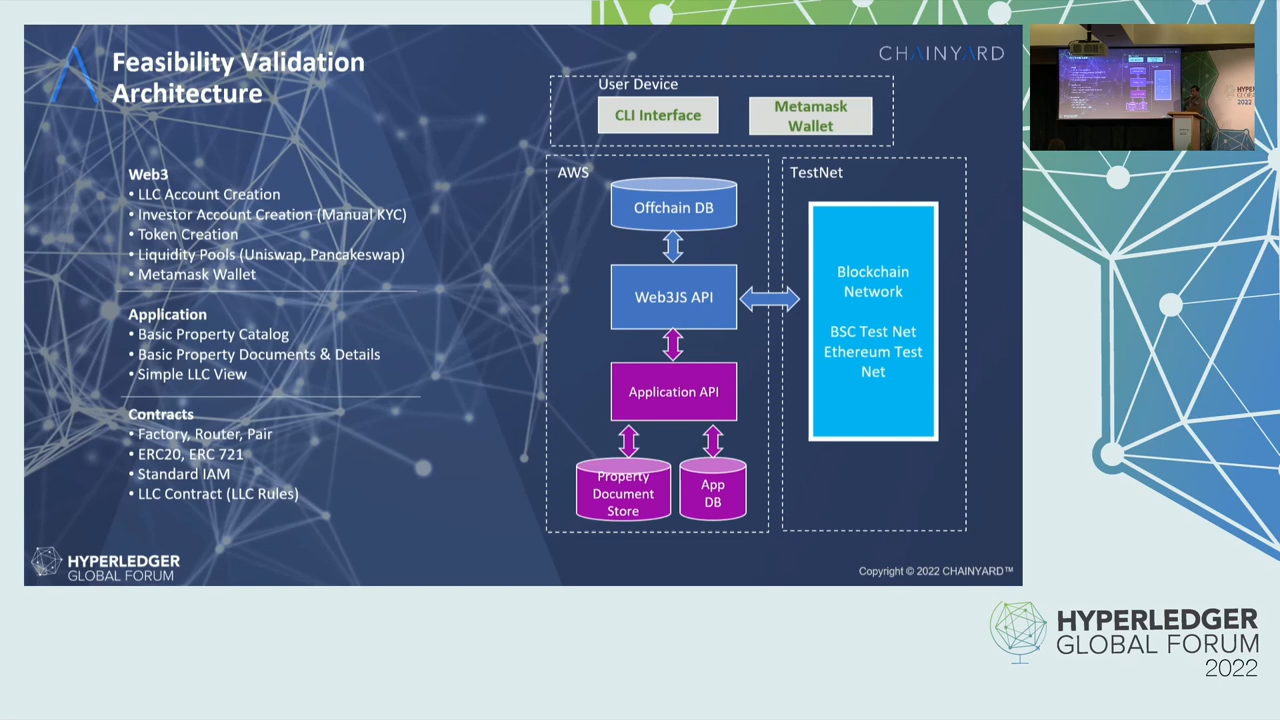 Feasibility Validation
Architecture
CHAINYARD
Web3
• LLC Account Creation
• Investor Account Creation (Manual KYC)
• Token Creation
• Liquidity Pools (Uniswap, Pancakeswap)
• Metamask Wallet
Application
• Basic Property Catalog
• Basic Property Documents & Details
• Simple LLC View
Contracts
• Factory, Router, Pair
• ERC20, ERC 721
• Standard IAM
• LLC Contract (LLC Rules)
User Device
CLI Interface
Metamask
Wallet
AWS
Offchain DB
Web3JS API
Application API
Property
Document
Store
App
DB
TestNet
Blockchain
Network
BSC Test Net
Ethereum Test
Net
HYPERLEDGER
GLOBAL FORUM
Copyright © 2022 CHAINYARD™
HYPERLEDGER
GLOBAL FORUM
2022